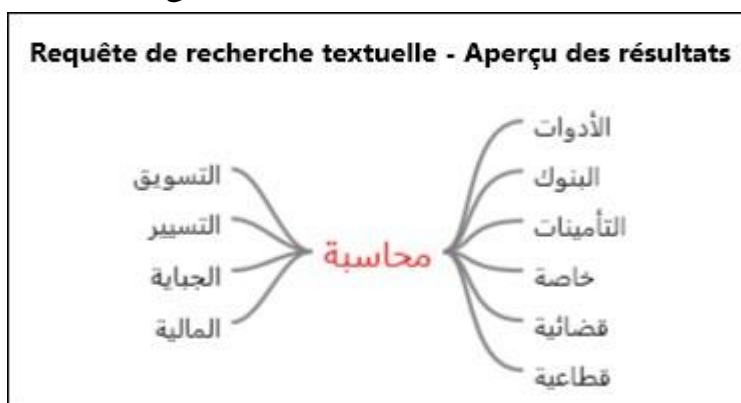 Requête de recherche textuelle - Aperçu des résultats
الأدوات
البنوك
التأمينات
خاصة
قضائية
قطاعية
محاسبة
التسويق
التسيير
الجباية
المالية